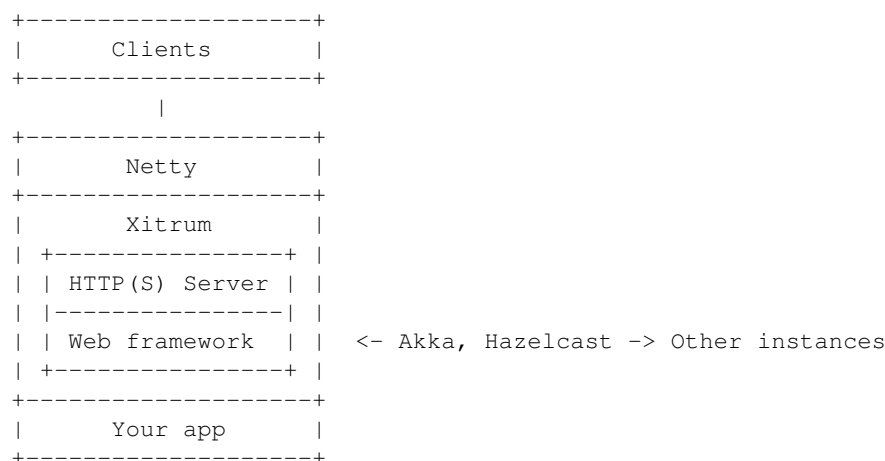 Clients
Netty
Xitrum
HTTP(S) Server
Web framework <- Akka, Hazelcast -> Other instances
Your app